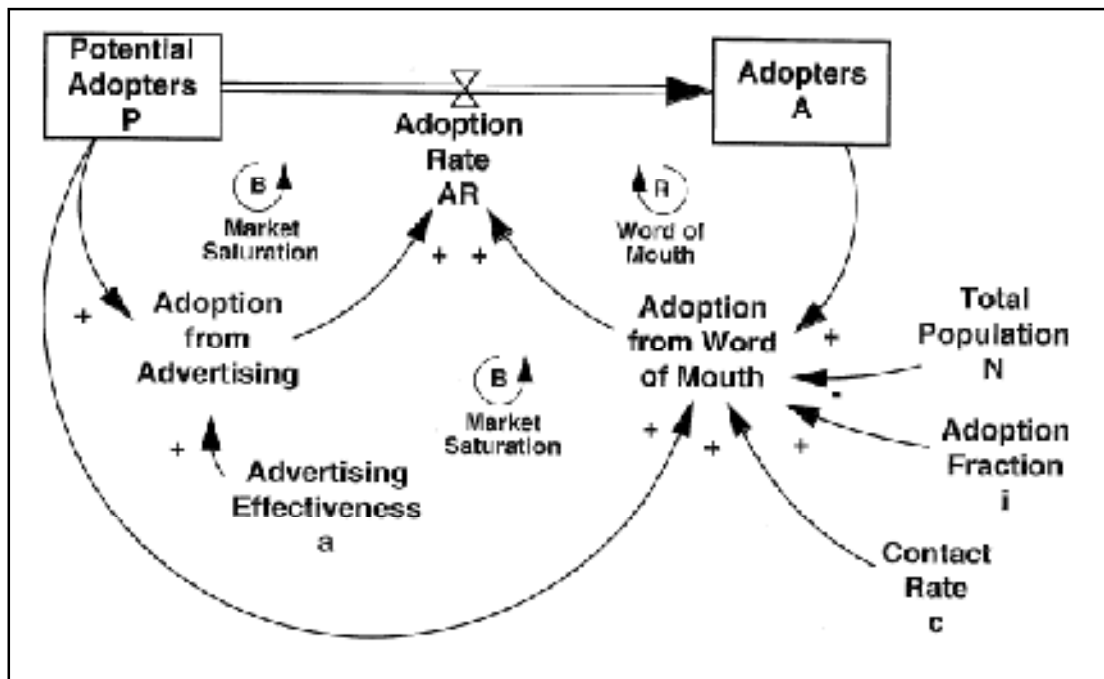 Potential
Adopters
P
Adopters
A
Adoption
Rate
AR
B
Market
Saturation
R
Word of
Mouth
+
+
+
Adoption
from
Advertising
Adoption
from Word
of Mouth
+
Total
Population
N
-
B
Market
Saturation
+
+
+
+
Adoption
Fraction
i
Advertising
Effectiveness
a
Contact
Rate
c